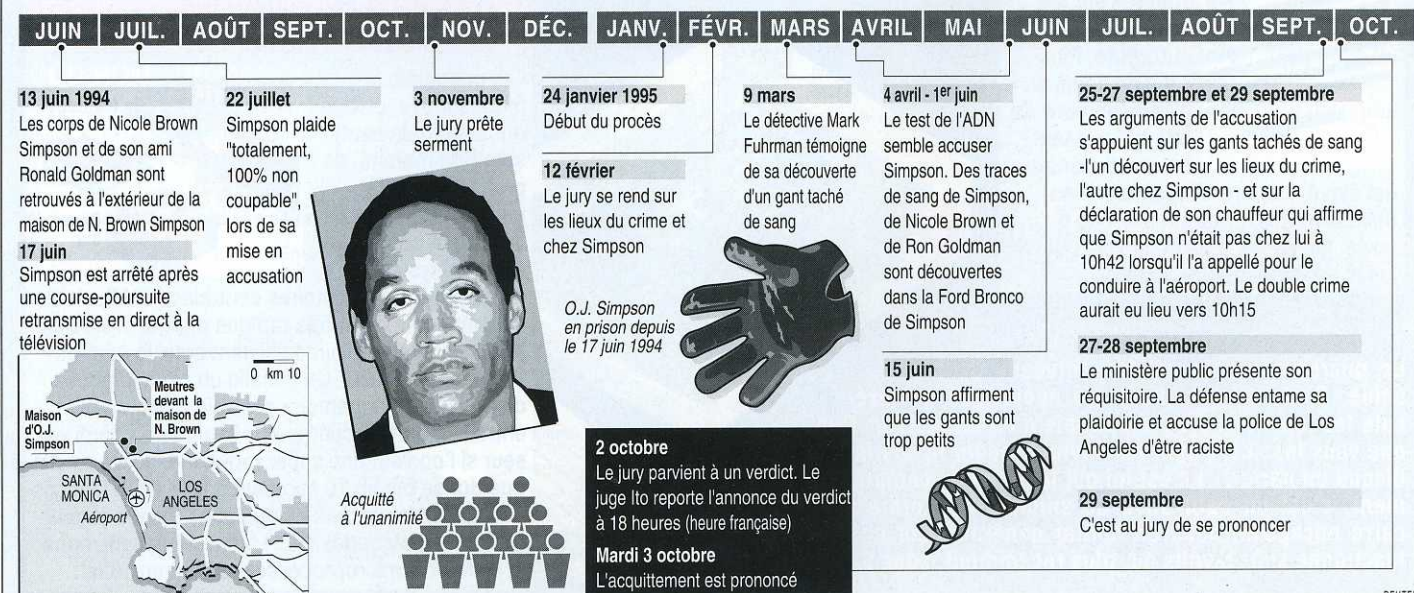 JUIN JUIL. AOÛT SEPT. OCT. NOV. DÉC. JANV. FÉVR. MARS AVRIL MAI JUIN JUIL. AOÛT SEPT. OCT.
13 juin 1994
Les corps de Nicole Brown
Simpson et de son ami
Ronald Goldman sont
retrouvés à l'extérieur de la
maison de N. Brown Simpson
17 juin
Simpson est arrêté après
une course-poursuite
retransmise en direct à la
télévision
22 juillet
Simpson plaide
"totalement,
100% non
coupable",
lors de sa
mise en
accusation
3 novembre
Le jury prête
serment
24 janvier 1995
Début du procès
12 février
Le jury se rend sur
les lieux du crime et
chez Simpson
O.J. Simpson
en prison depuis
le 17 juin 1994
9 mars
Le détective Mark
Fuhrman témoigne
de sa découverte
d'un gant taché
de sang
4 avril - 1er juin
Le test de l'ADN
semble accuser
Simpson. Des traces
de sang de Simpson,
de Nicole Brown et
de Ron Goldman
sont découvertes
dans la Ford Bronco
de Simpson
15 juin
Simpson affirment
que les gants sont
trop petits
25-27 septembre et 29 septembre
Les arguments de l'accusation
s'appuient sur les gants tachés de sang
-l'un découvert sur les lieux du crime,
l'autre chez Simpson - et sur la
déclaration de son chauffeur qui affirme
que Simpson n'était pas chez lui à
10h42 lorsqu'il l'a appellé pour le
conduire à l'aéroport. Le double crime
aurait eu lieu vers 10h15
27-28 septembre
Le ministère public présente son
réquisitoire. La défense entame sa
plaidoirie et accuse la police de Los
Angeles d'être raciste
29 septembre
C'est au jury de se prononcer
0 km 10
Meutres
devant la
maison de
N. Brown
Maison
d'O.J.
Simpson
SANTA
MONICA
LOS
ANGELES
Aéroport
Acquitté
à l'unanimité
2 octobre
Le jury parvient à un verdict. Le
juge Ito reporte l'annonce du verdict
à 18 heures (heure française)
Mardi 3 octobre
L'acquittement est prononcé